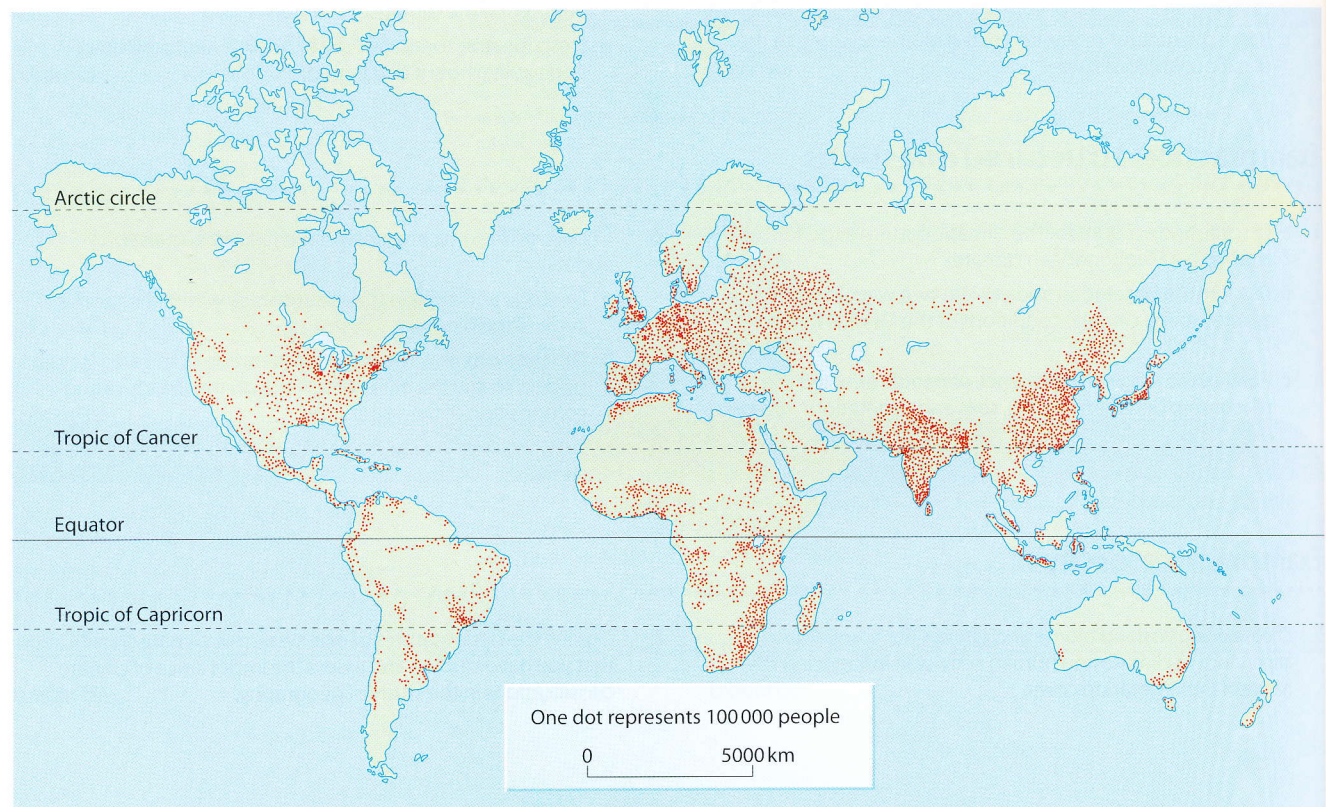 Arctic circle
Tropic of Cancer
Equator
Tropic of Capricorn
One dot represents 100 000 people
0 5000 km